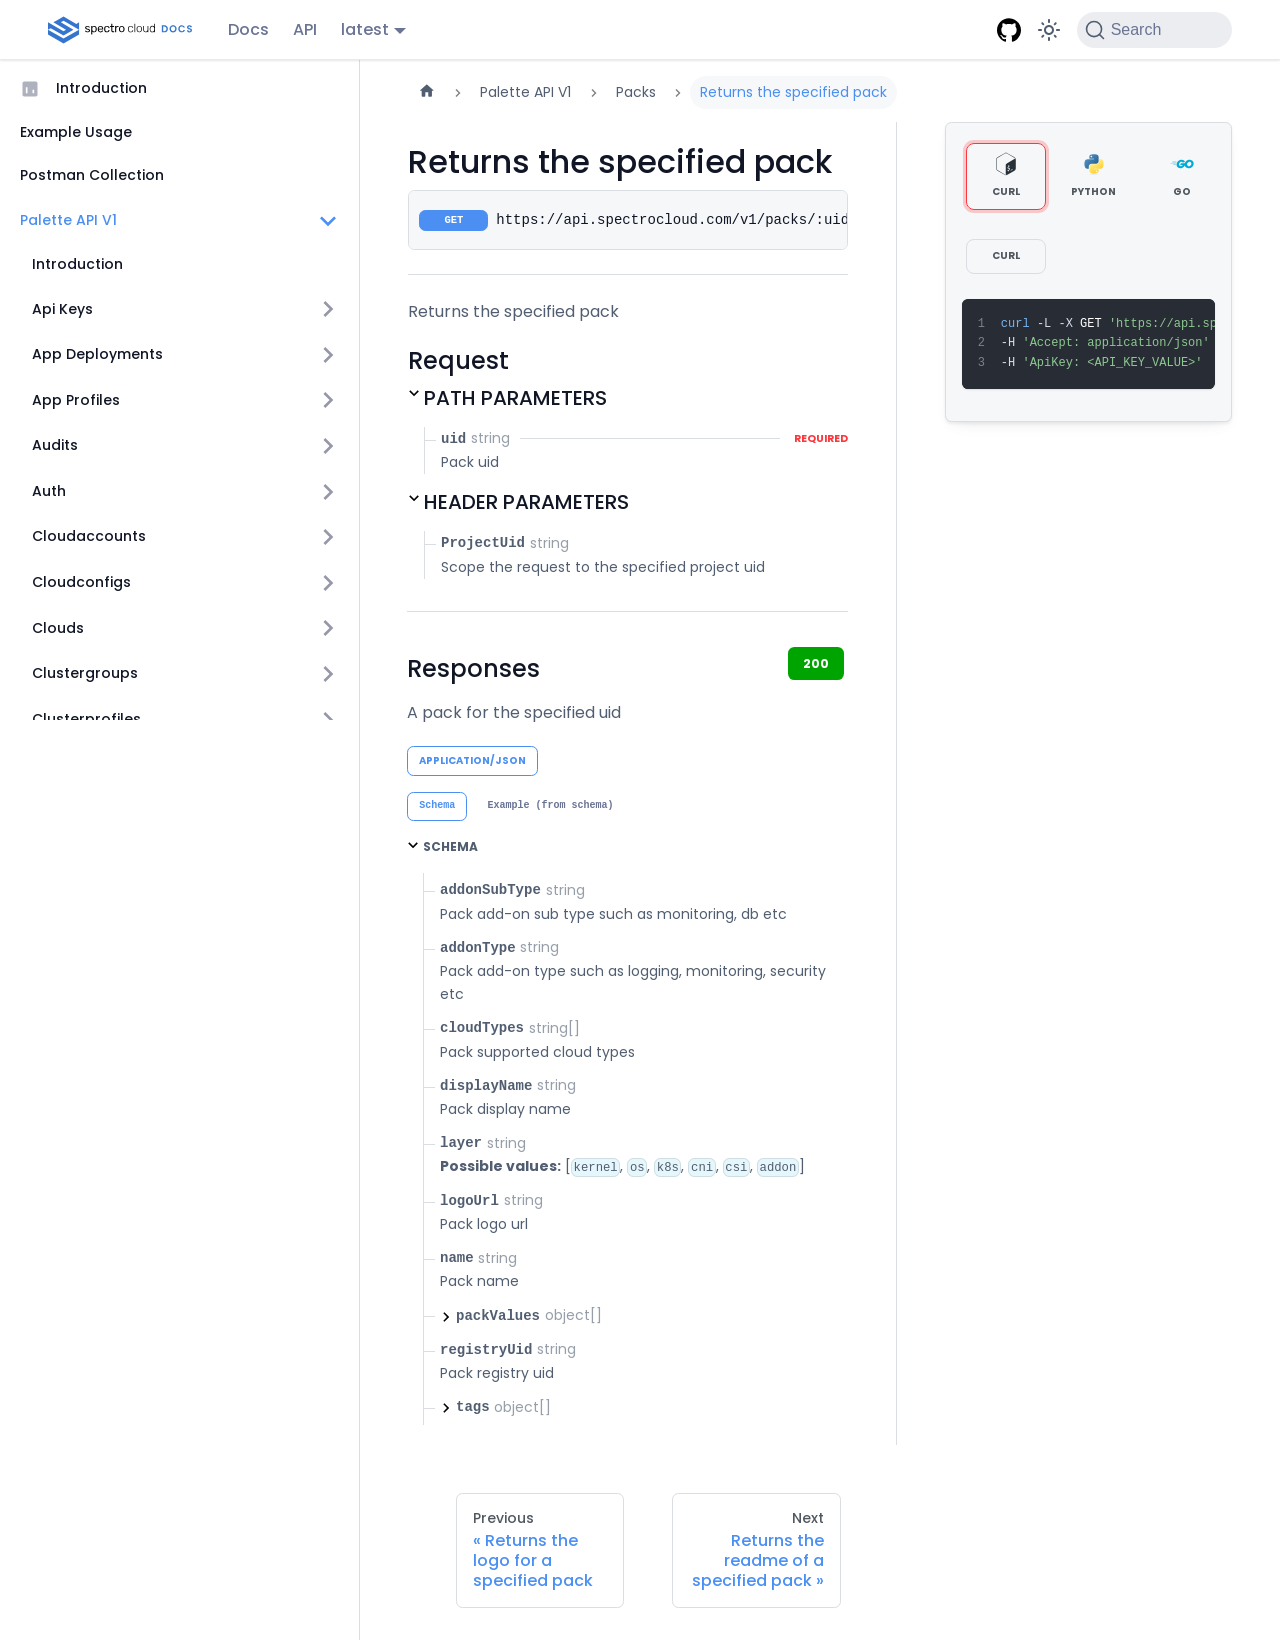 spectro cloud DOCS
Docs
API
latest
Search
Introduction
Example Usage
Postman Collection
Palette API V1
Introduction
Api Keys
App Deployments
App Profiles
Audits
Auth
Cloudaccounts
Cloudconfigs
Clouds
Clustergroups
Clusterprofiles
Palette API V1
Packs
Returns the specified pack
Returns the specified pack
GET https://api.spectrocloud.com/v1/packs/:uid
Returns the specified pack
Request
PATH PARAMETERS
uid string REQUIRED
Pack uid
HEADER PARAMETERS
ProjectUid string
Scope the request to the specified project uid
Responses
200
A pack for the specified uid
APPLICATION/JSON
Schema
Example (from schema)
SCHEMA
addonSubType string
Pack add-on sub type such as monitoring, db etc
addonType string
Pack add-on type such as logging, monitoring, security
etc
cloudTypes string[]
Pack supported cloud types
displayName string
Pack display name
layer string
Possible values: [kernel, os, k8s, cni, csi, addon]
logoUrl string
Pack logo url
name string
Pack name
packValues object[]
registryUid string
Pack registry uid
tags object[]
CURL
PYTHON
GO
CURL
1 curl -L -X GET 'https://api.sp
2 -H 'Accept: application/json'
3 -H 'ApiKey: <API_KEY_VALUE>'
Previous
« Returns the
logo for a
specified pack
Next
Returns the
readme of a
specified pack »